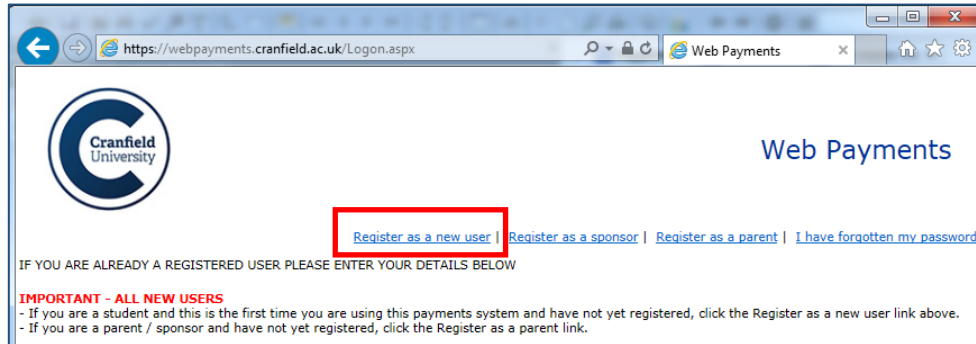 https://webpayments.cranfield.ac.uk/Logon.aspx
Web Payments
Cranfield
University
Web Payments
Register as a new user | Register as a sponsor | Register as a parent | I have forgotten my password
IF YOU ARE ALREADY A REGISTERED USER PLEASE ENTER YOUR DETAILS BELOW
IMPORTANT - ALL NEW USERS
- If you are a student and this is the first time you are using this payments system and have not yet registered, click the Register as a new user link above.
- If you are a parent / sponsor and have not yet registered, click the Register as a parent link.